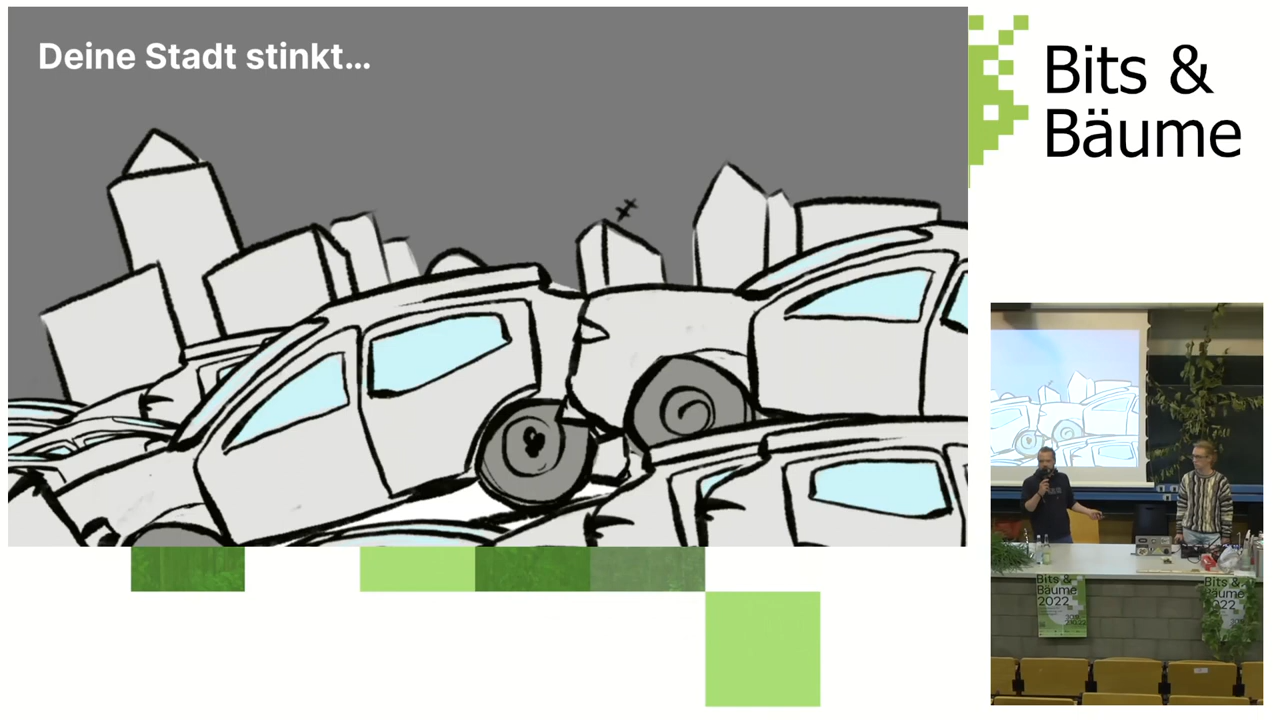 Deine Stadt stinkt...
Bits &
Bäume
Bits &
Bäume
2022
Bits &
Bäume
2022